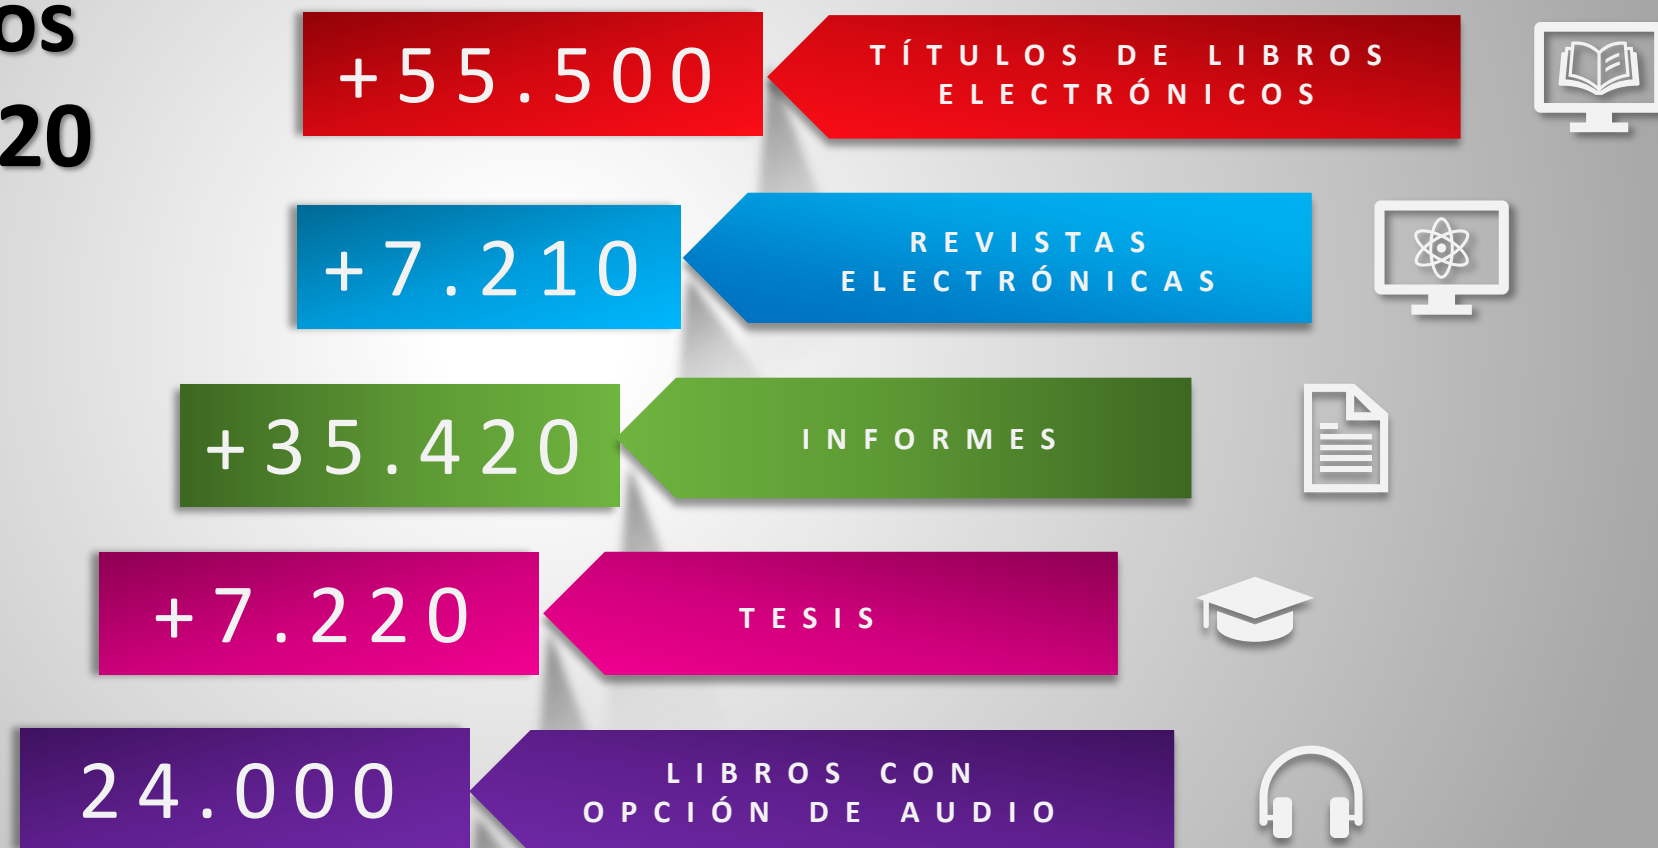 os
20
+55.500
TÍTULOS DE LIBROS
ELECTRÓNICOS
+7.210
REVISTAS
ELECTRÓNICAS
+35.420
INFORMES
+7.220
TESIS
24.000
LIBROS CON
OPCIÓN DE AUDIO